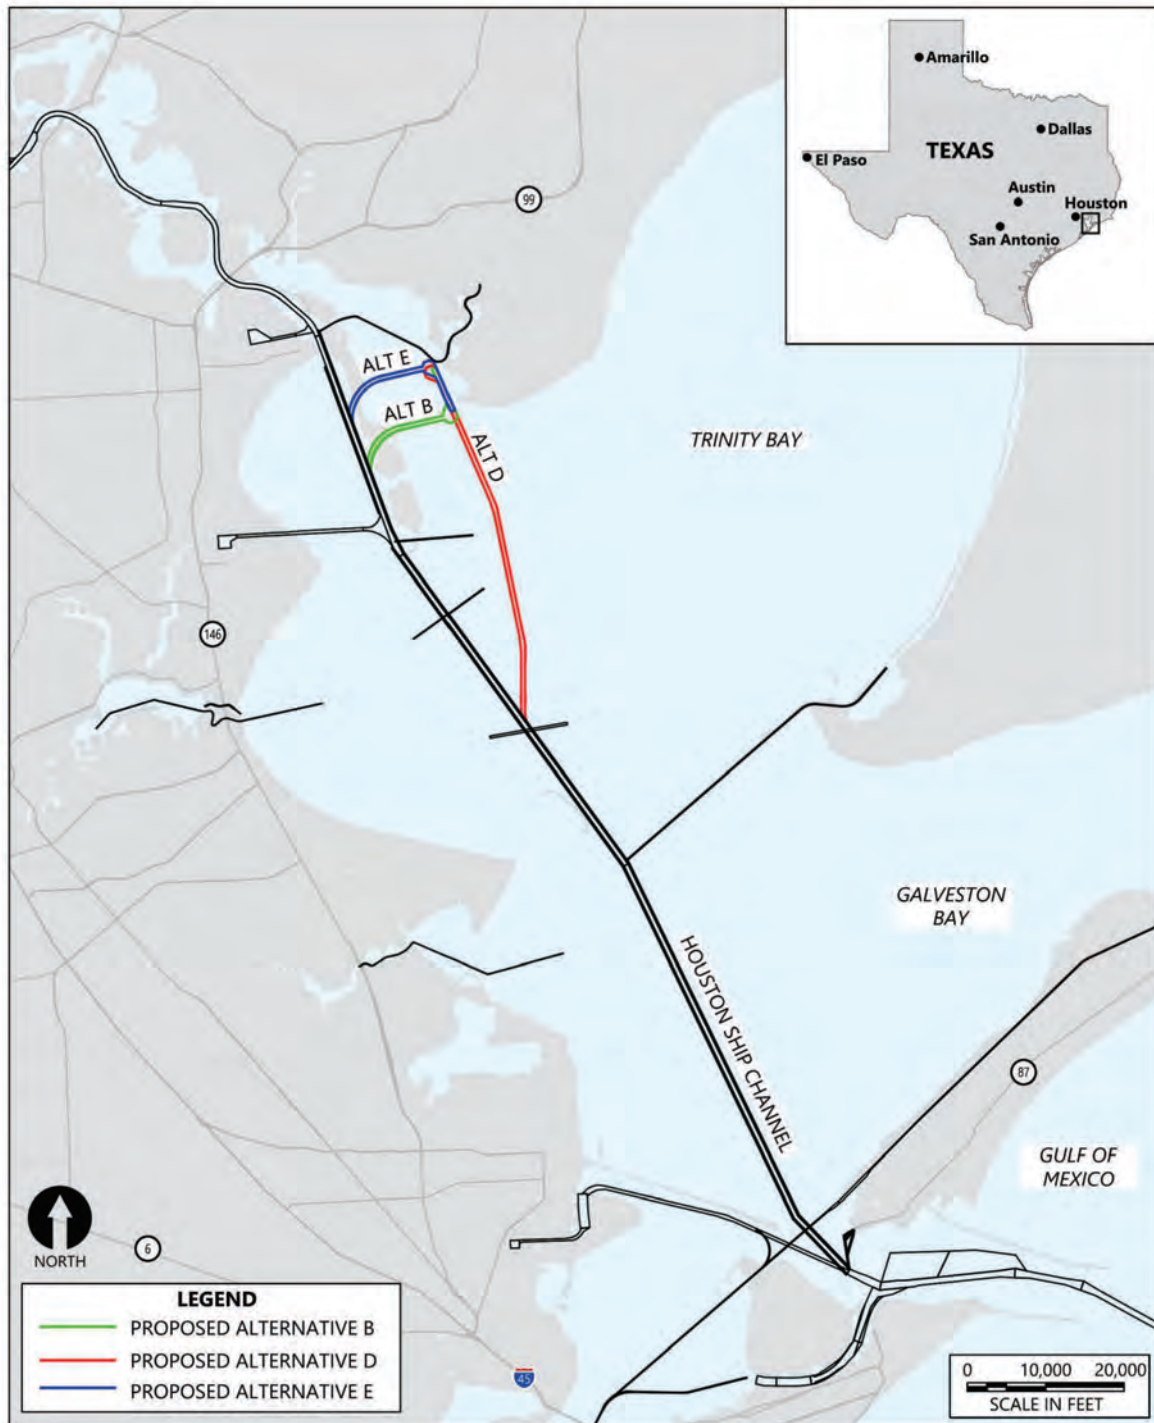 Amarillo
Dallas
TEXAS
El Paso
Austin
Houston
San Antonio
99
ALT E
ALT B
ALT D
TRINITY BAY
146
GALVESTON
BAY
HOUSTON SHIP CHANNEL
87
GULF OF
MEXICO
NORTH
6
45
LEGEND
PROPOSED ALTERNATIVE B
PROPOSED ALTERNATIVE D
PROPOSED ALTERNATIVE E
0 10,000 20,000
SCALE IN FEET